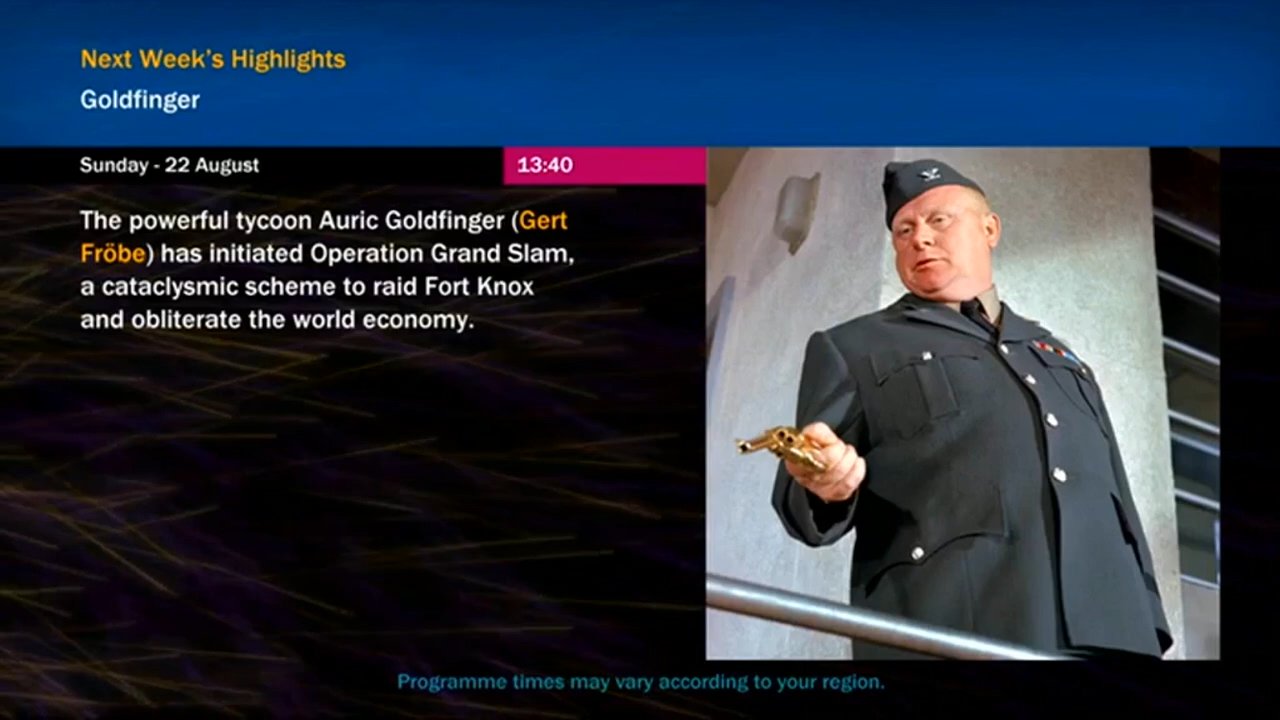 Next Week's Highlights
Goldfinger
Sunday - 22 August
13:40
The powerful tycoon Auric Goldfinger (Gert
Fröbe) has initiated Operation Grand Slam,
a cataclysmic scheme to raid Fort Knox
and obliterate the world economy.
Programme times may vary according to your region.